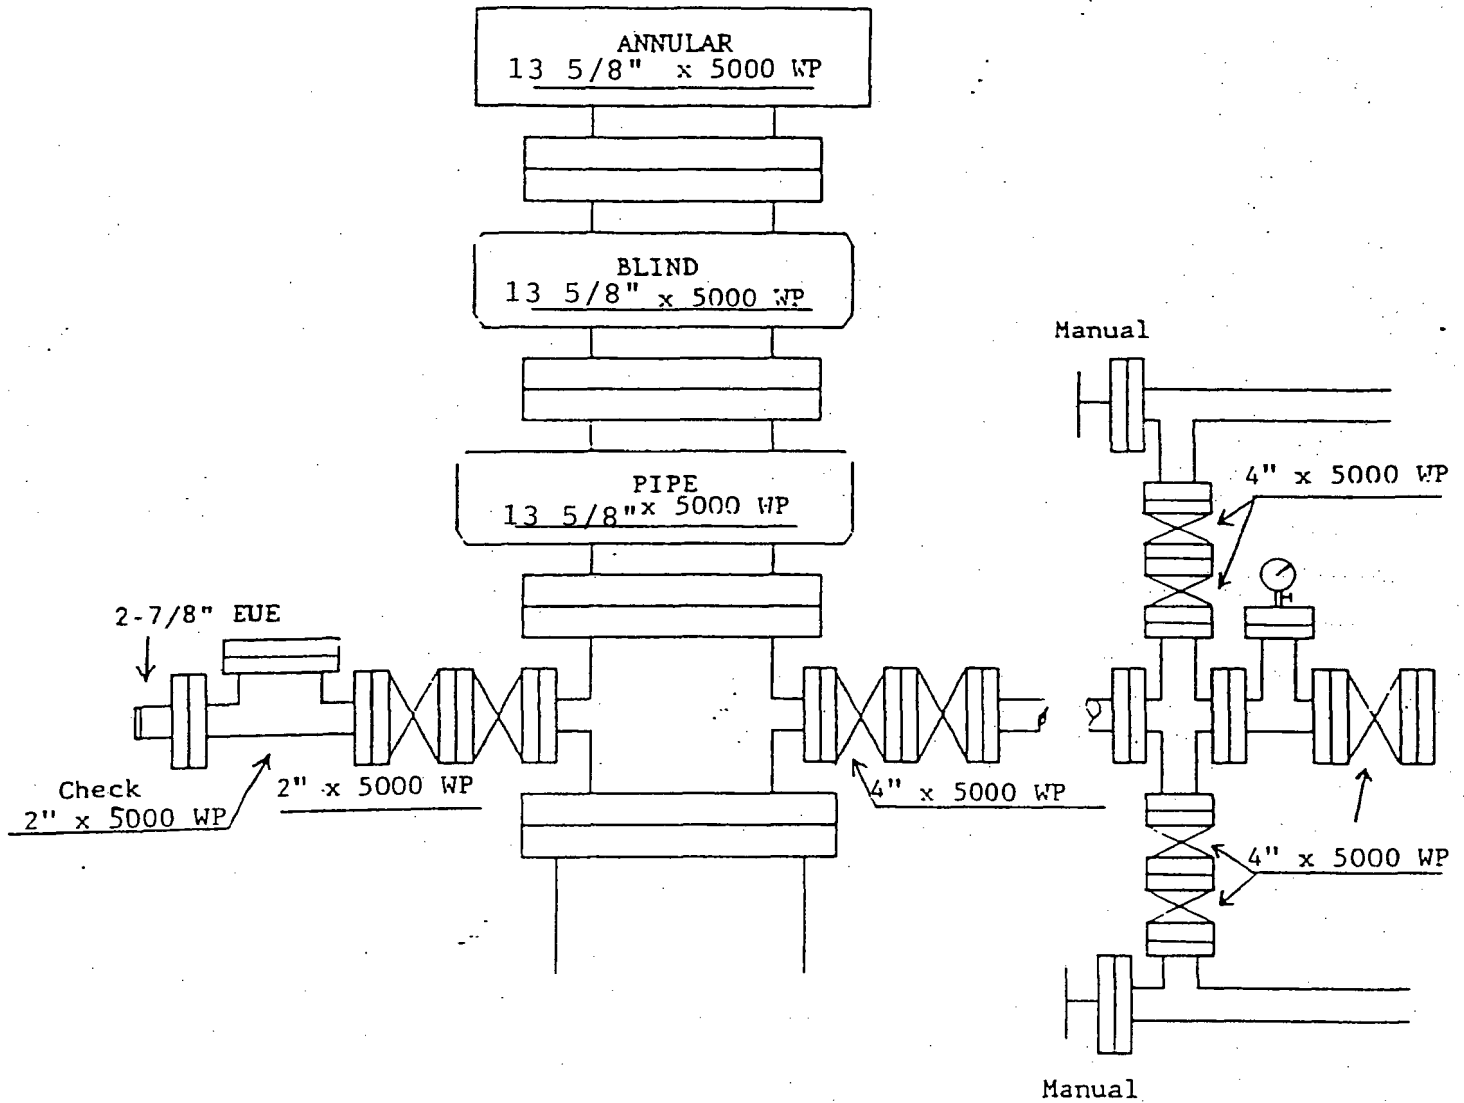 ANNULAR
13 5/8" x 5000 WP
BLIND
13 5/8" x 5000 WP
PIPE
13 5/8" x 5000 WP
Manual
4" x 5000 WP
2-7/8" EUE
Check
2" x 5000 WP
2" x 5000 WP
4" x 5000 WP
4" x 5000 WP
Manual